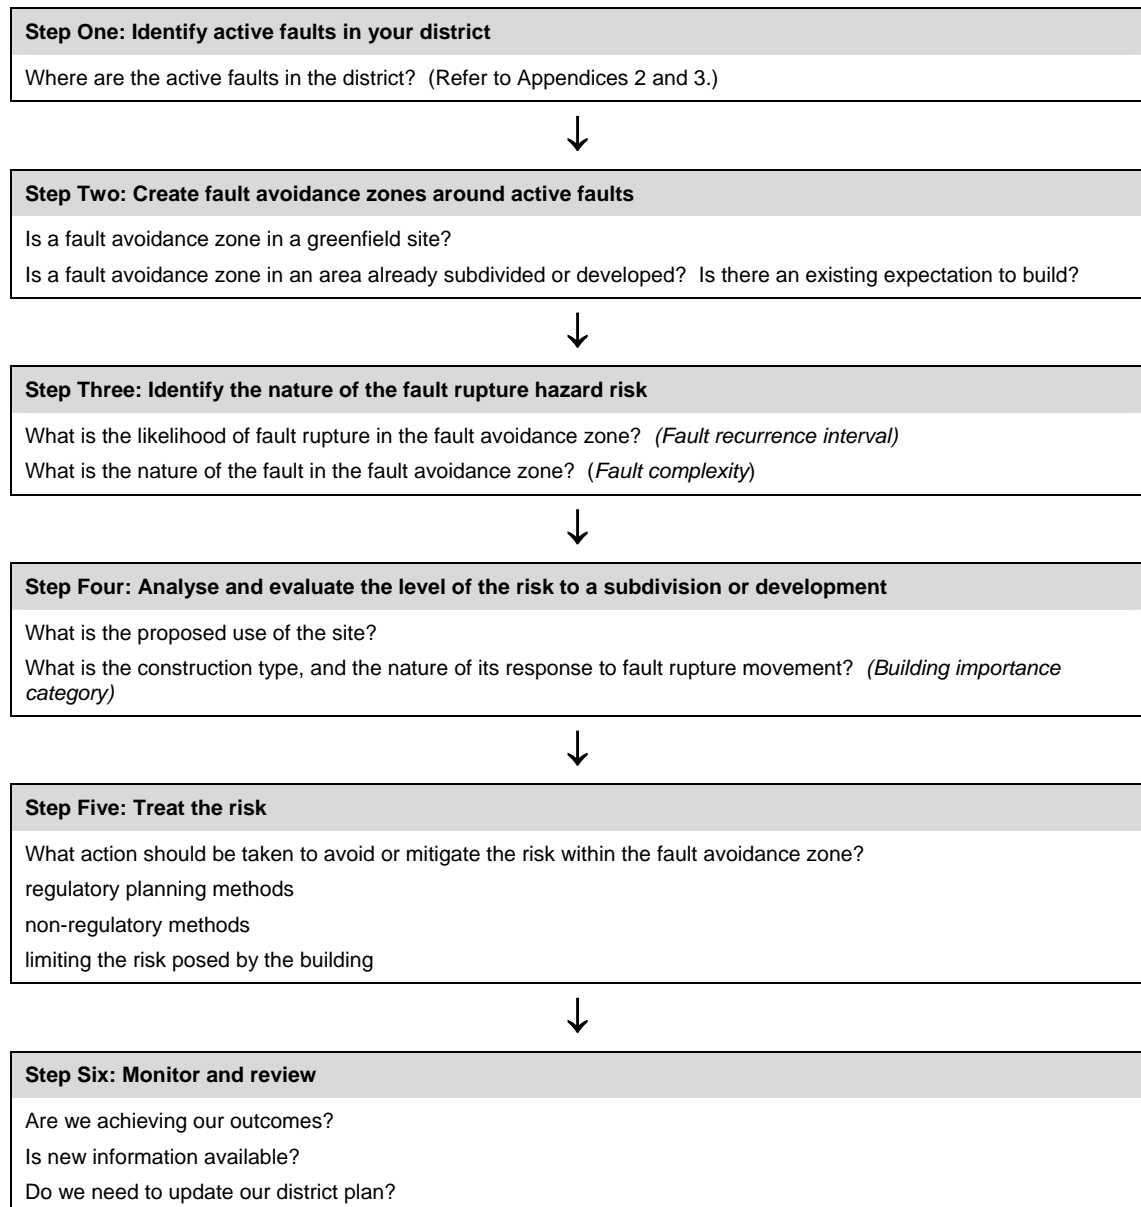 Step One: Identify active faults in your district
Where are the active faults in the district?  (Refer to Appendices 2 and 3.)
Step Two: Create fault avoidance zones around active faults
Is a fault avoidance zone in a greenfield site?
Is a fault avoidance zone in an area already subdivided or developed?  Is there an existing expectation to build?
Step Three: Identify the nature of the fault rupture hazard risk
What is the likelihood of fault rupture in the fault avoidance zone?  (Fault recurrence interval)
What is the nature of the fault in the fault avoidance zone?  (Fault complexity)
Step Four: Analyse and evaluate the level of the risk to a subdivision or development
What is the proposed use of the site?
What is the construction type, and the nature of its response to fault rupture movement?  (Building importance
category)
Step Five: Treat the risk
What action should be taken to avoid or mitigate the risk within the fault avoidance zone?
regulatory planning methods
non-regulatory methods
limiting the risk posed by the building
Step Six: Monitor and review
Are we achieving our outcomes?
Is new information available?
Do we need to update our district plan?